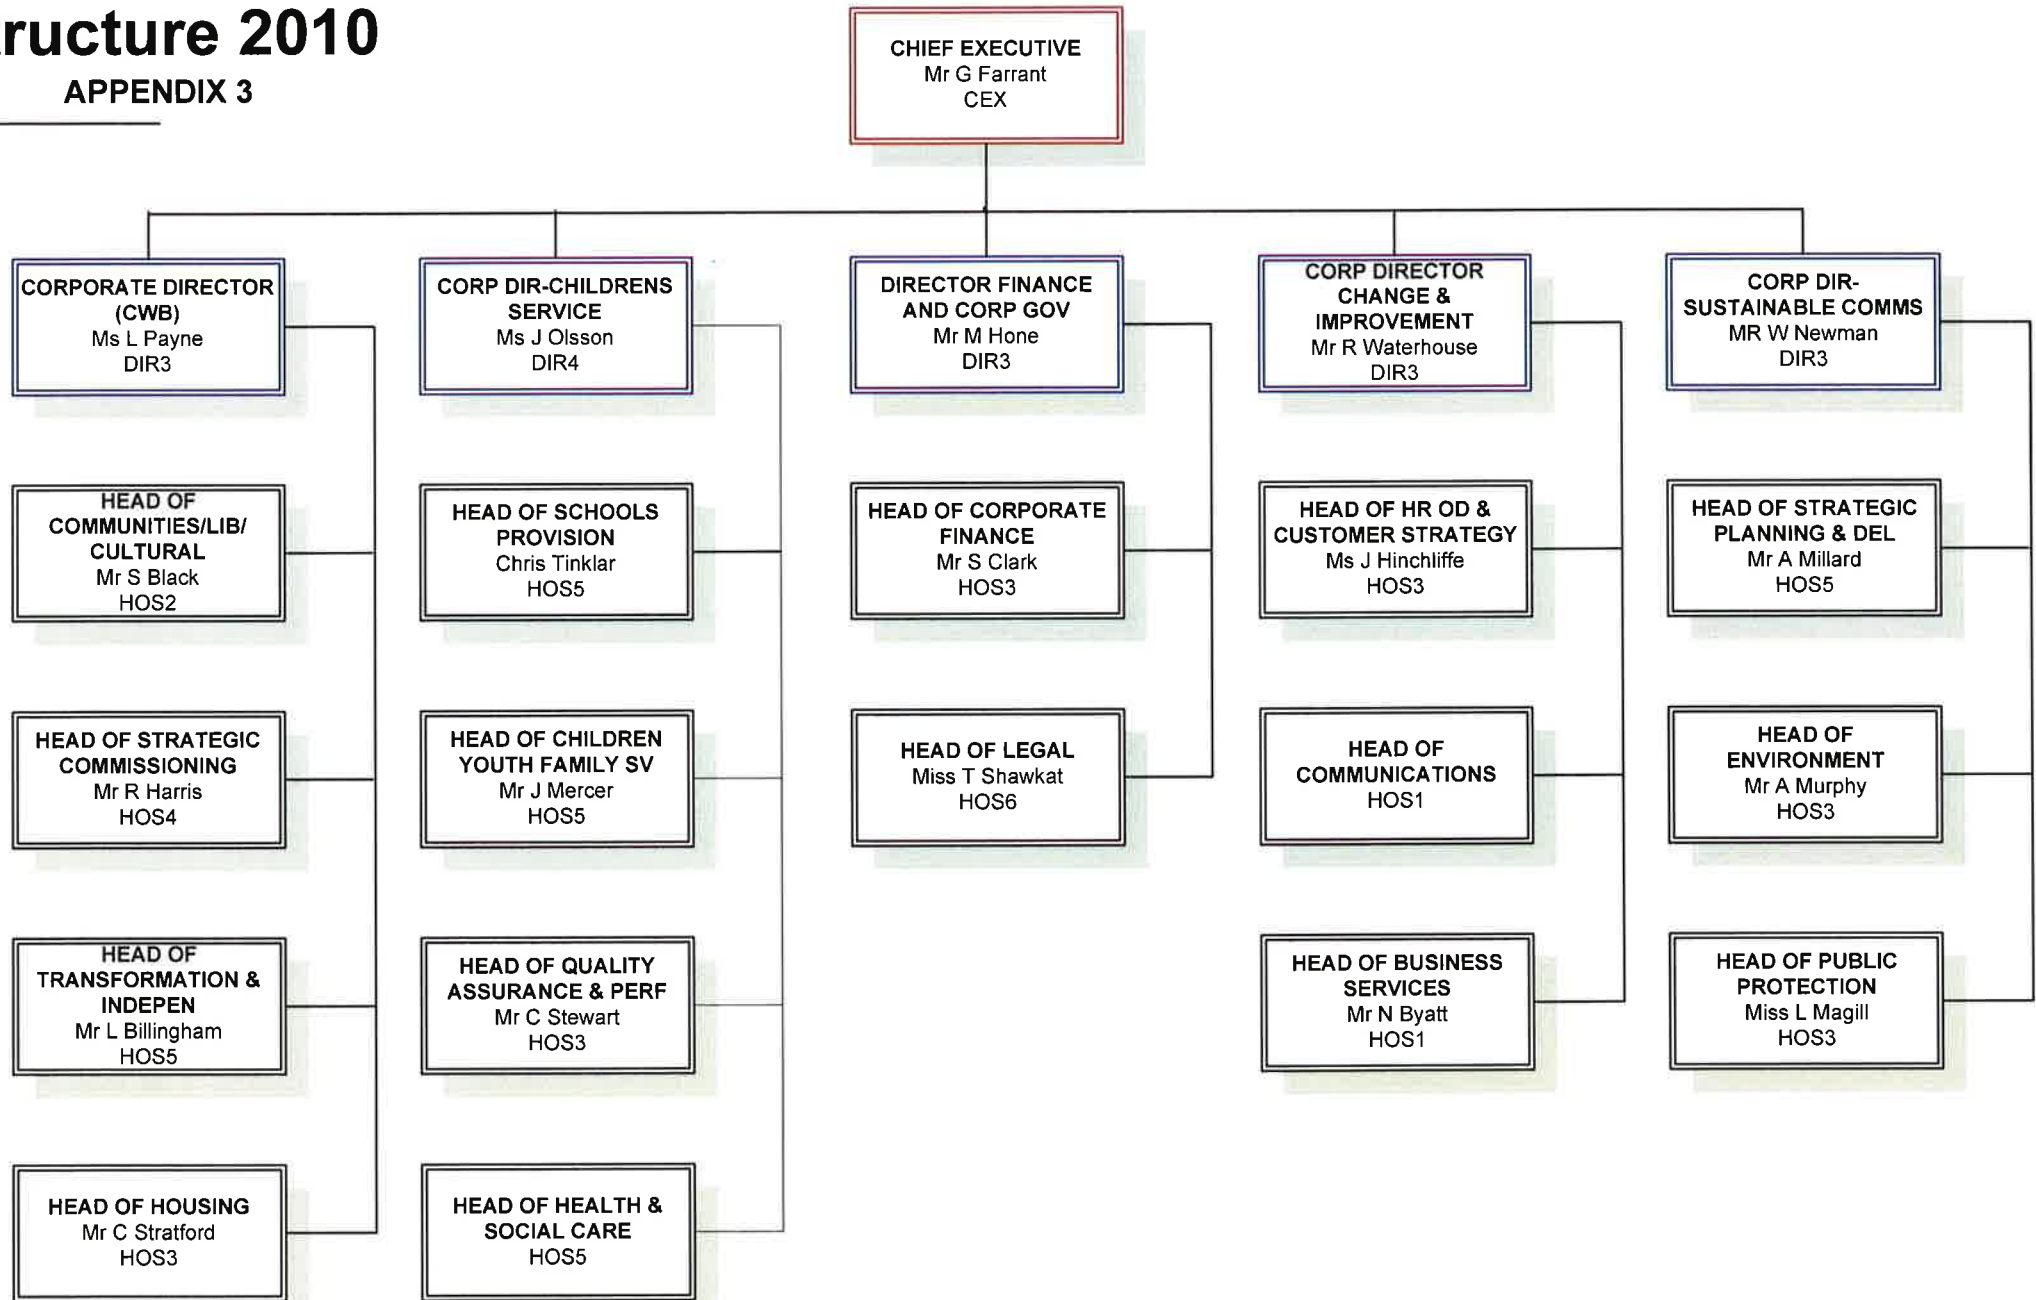 ructure 2010
APPENDIX 3
CHIEF EXECUTIVE
Mr G Farrant
CEX
CORPORATE DIRECTOR
(CWB)
Ms L Payne
DIR3
CORP DIR-CHILDRENS
SERVICE
Ms J Olsson
DIR4
DIRECTOR FINANCE
AND CORP GOV
Mr M Hone
DIR3
CORP DIRECTOR
CHANGE &
IMPROVEMENT
Mr R Waterhouse
DIR3
CORP DIR-
SUSTAINABLE COMMS
MR W Newman
DIR3
HEAD OF
COMMUNITIES/LIB/
CULTURAL
Mr S Black
HOS2
HEAD OF SCHOOLS
PROVISION
Chris Tinklar
HOS5
HEAD OF CORPORATE
FINANCE
Mr S Clark
HOS3
HEAD OF HR OD &
CUSTOMER STRATEGY
Ms J Hinchliffe
HOS3
HEAD OF STRATEGIC
PLANNING & DEL
Mr A Millard
HOS5
HEAD OF STRATEGIC
COMMISSIONING
Mr R Harris
HOS4
HEAD OF CHILDREN
YOUTH FAMILY SV
Mr J Mercer
HOS5
HEAD OF LEGAL
Miss T Shawkat
HOS6
HEAD OF
COMMUNICATIONS
HOS1
HEAD OF
ENVIRONMENT
Mr A Murphy
HOS3
HEAD OF
TRANSFORMATION &
INDEPEN
Mr L Billingham
HOS5
HEAD OF QUALITY
ASSURANCE & PERF
Mr C Stewart
HOS3
HEAD OF BUSINESS
SERVICES
Mr N Byatt
HOS1
HEAD OF PUBLIC
PROTECTION
Miss L Magill
HOS3
HEAD OF HOUSING
Mr C Stratford
HOS3
HEAD OF HEALTH &
SOCIAL CARE
HOS5